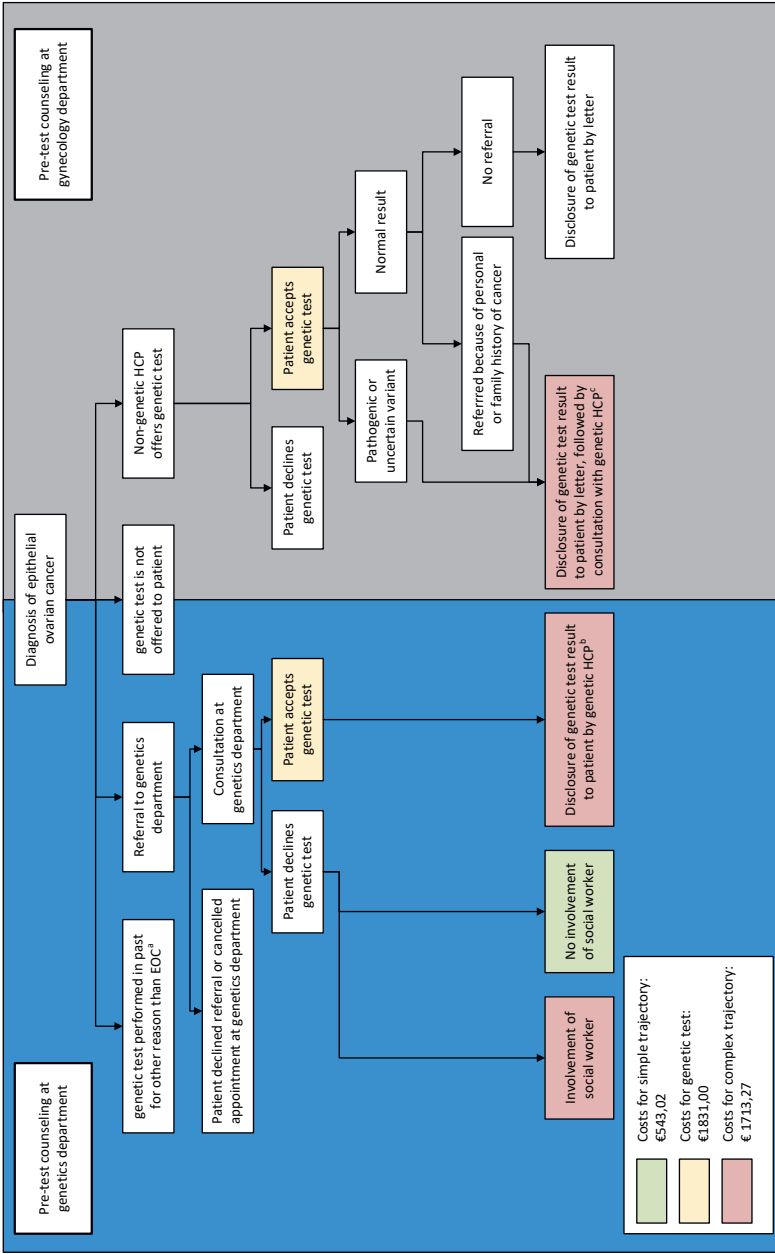 Pre-test counseling at
genetics department
Pre-test counseling at
gynecology department
Diagnosis of epithelial
ovarian cancer
genetic test performed in past
for other reason than EOCa
Referral to genetics
department
genetic test is not
offered to patient
Non-genetic HCP
offers genetic test
Patient declined referral or cancelled
appointment at genetics department
Consultation at
genetics department
Patient declines
genetic test
Patient accepts
genetic test
Patient declines
genetic test
Patient accepts
genetic test
Pathogenic or
uncertain variant
Normal result
Referrred because of personal
or family history of cancer
No referral
Involvement of
social worker
No involvement
of social worker
Disclosure of genetic test result
to patient by genetic HCPb
Disclosure of genetic test result
to patient by letter, followed by
consultation with genetic HCPc
Disclosure of genetic test result
to patient by letter
Costs for simple trajectory:
€543,02
Costs for genetic test:
€1831,00
Costs for complex trajectory:
€ 1713,27